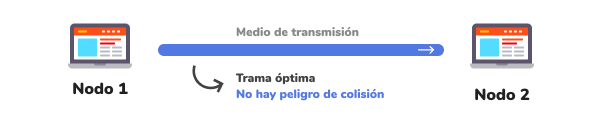 Medio de transmisión
Trama óptima
No hay peligro de colisión
Nodo 1
Nodo 2